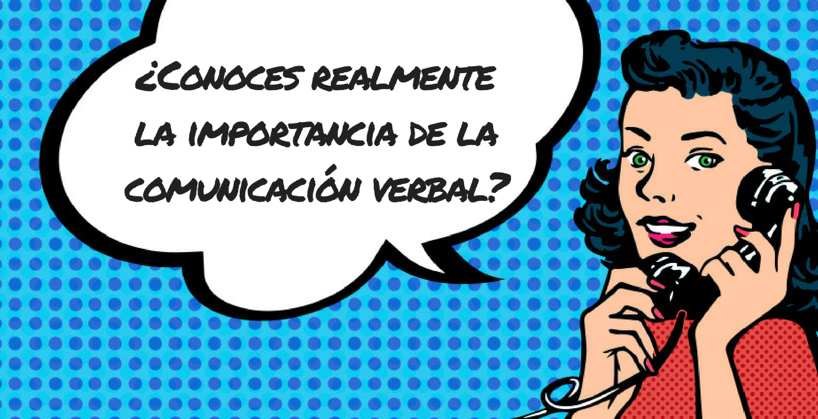 ¿Conoces realmente
la importancia de la
comunicación verbal?